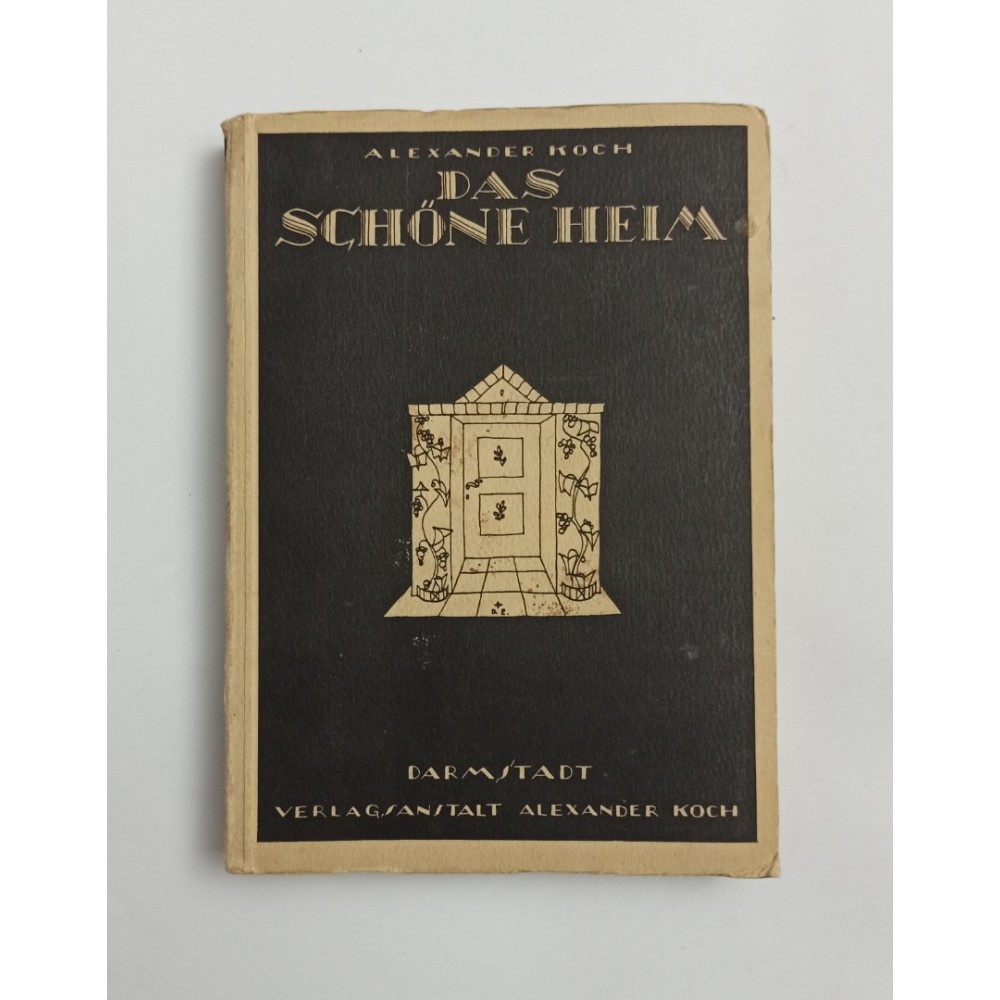 ALEXANDER KOCH
DAS
SCHÖNE HEIM
DARMSTADT
VERLAGSANSTALT ALEXANDER KOCH